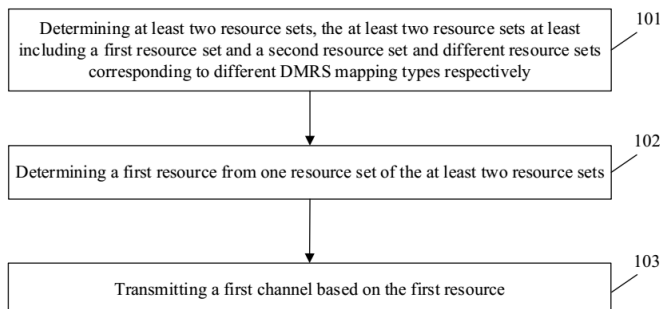 101
Determining at least two resource sets, the at least two resource sets at least
including a first resource set and a second resource set and different resource sets
corresponding to different DMRS mapping types respectively
102
Determining a first resource from one resource set of the at least two resource sets
103
Transmitting a first channel based on the first resource